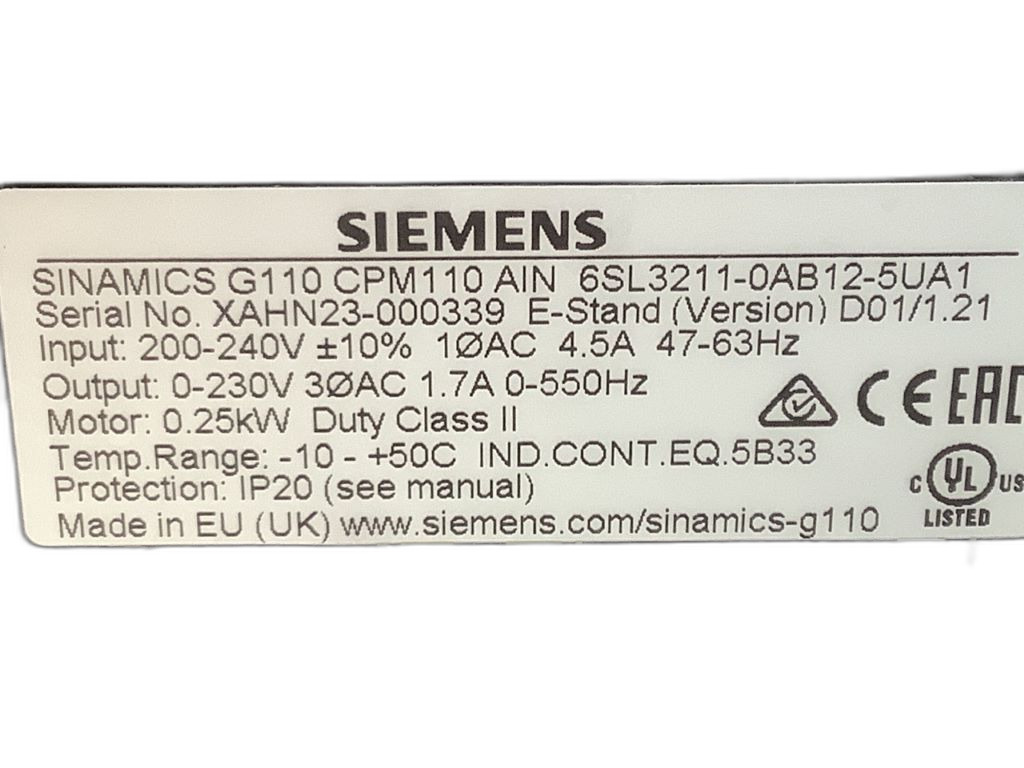 SIEMENS
SINAMICS G110 CPM110 AIN 6SL3211-0AB12-5UA1
Serial No. XAHN23-000339 E-Stand (Version) D01/1.21
Input: 200-240V ±10% 1ØAC 4.5A 47-63Hz
Output: 0-230V 3ØAC 1.7A 0-550Hz
Motor: 0.25kW Duty Class II
CE EAC
Temp.Range: -10 - +50C IND.CONT.EQ.5B33
Protection: IP20 (see manual)
C UL US
LISTED
Made in EU (UK) www.siemens.com/sinamics-g110